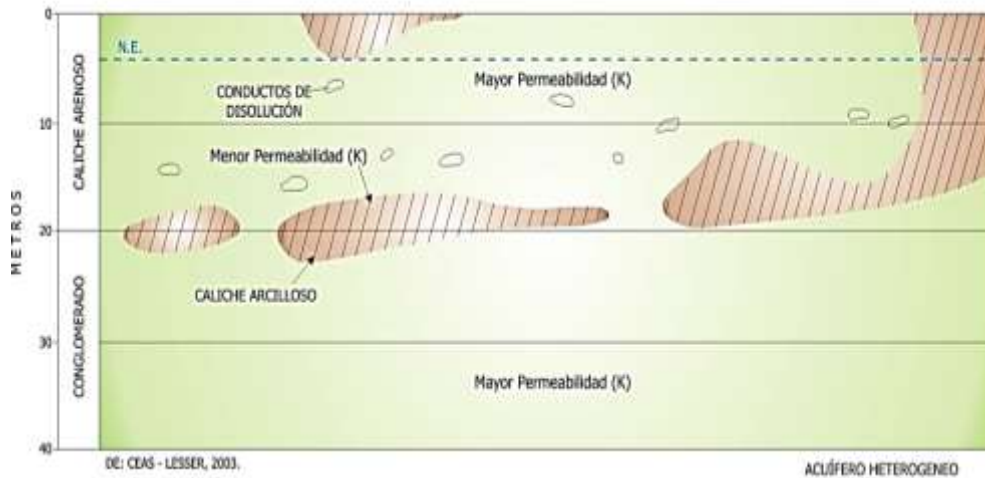 0
N.E.
CALICHE ARENOSO
Mayor Permeabilidad (K)
CONDUCTOS DE
DISOLUCIÓN
10
Menor Permeabilidad (K)
METROS
20
CALICHE ARCILLOSO
CONGLOMERADO
30
Mayor Permeabilidad (K)
40
DE: CEAS - LESSER, 2003.
ACUÍFERO HETEROGENEO